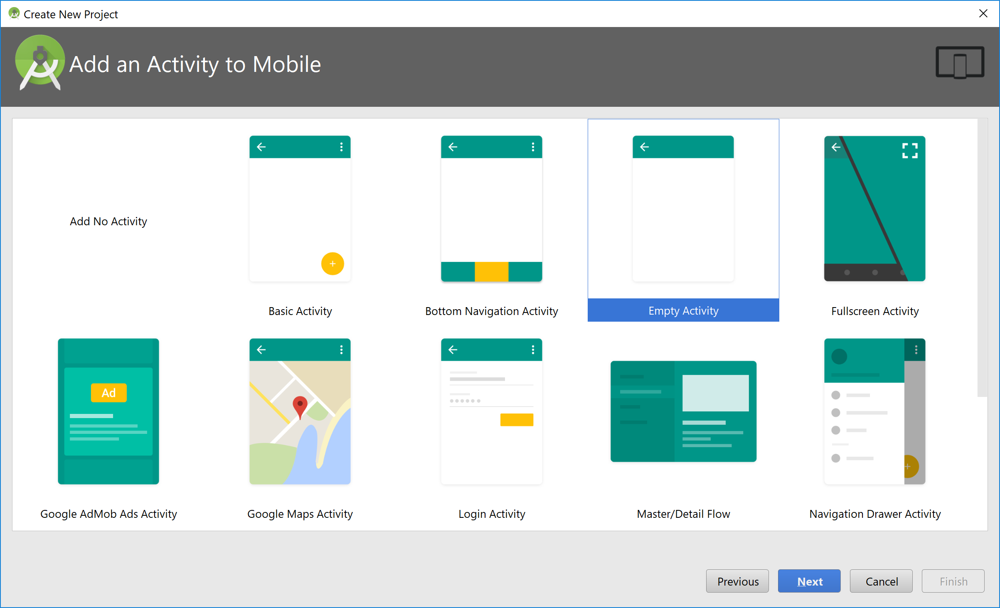 Create New Project
Add an Activity to Mobile
Add No Activity
Basic Activity
Bottom Navigation Activity
Empty Activity
Fullscreen Activity
Ad
Google AdMob Ads Activity
Google Maps Activity
Login Activity
Master/Detail Flow
Navigation Drawer Activity
Previous
Next
Cancel
Finish